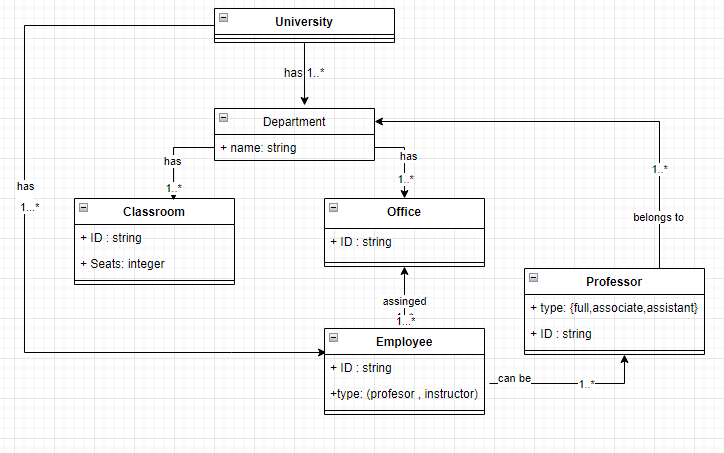 University
has 1..*
Department
+ name: string
has
1..*
has
1..*
has
1...*
1..*
belongs to
Classroom
+ ID : string
+ Seats: integer
Office
+ ID : string
Professor
+ type: {full,associate,assistant}
+ ID : string
assinged
1...*
Employee
+ ID : string
+type: (profesor , instructor)
can be
1..*